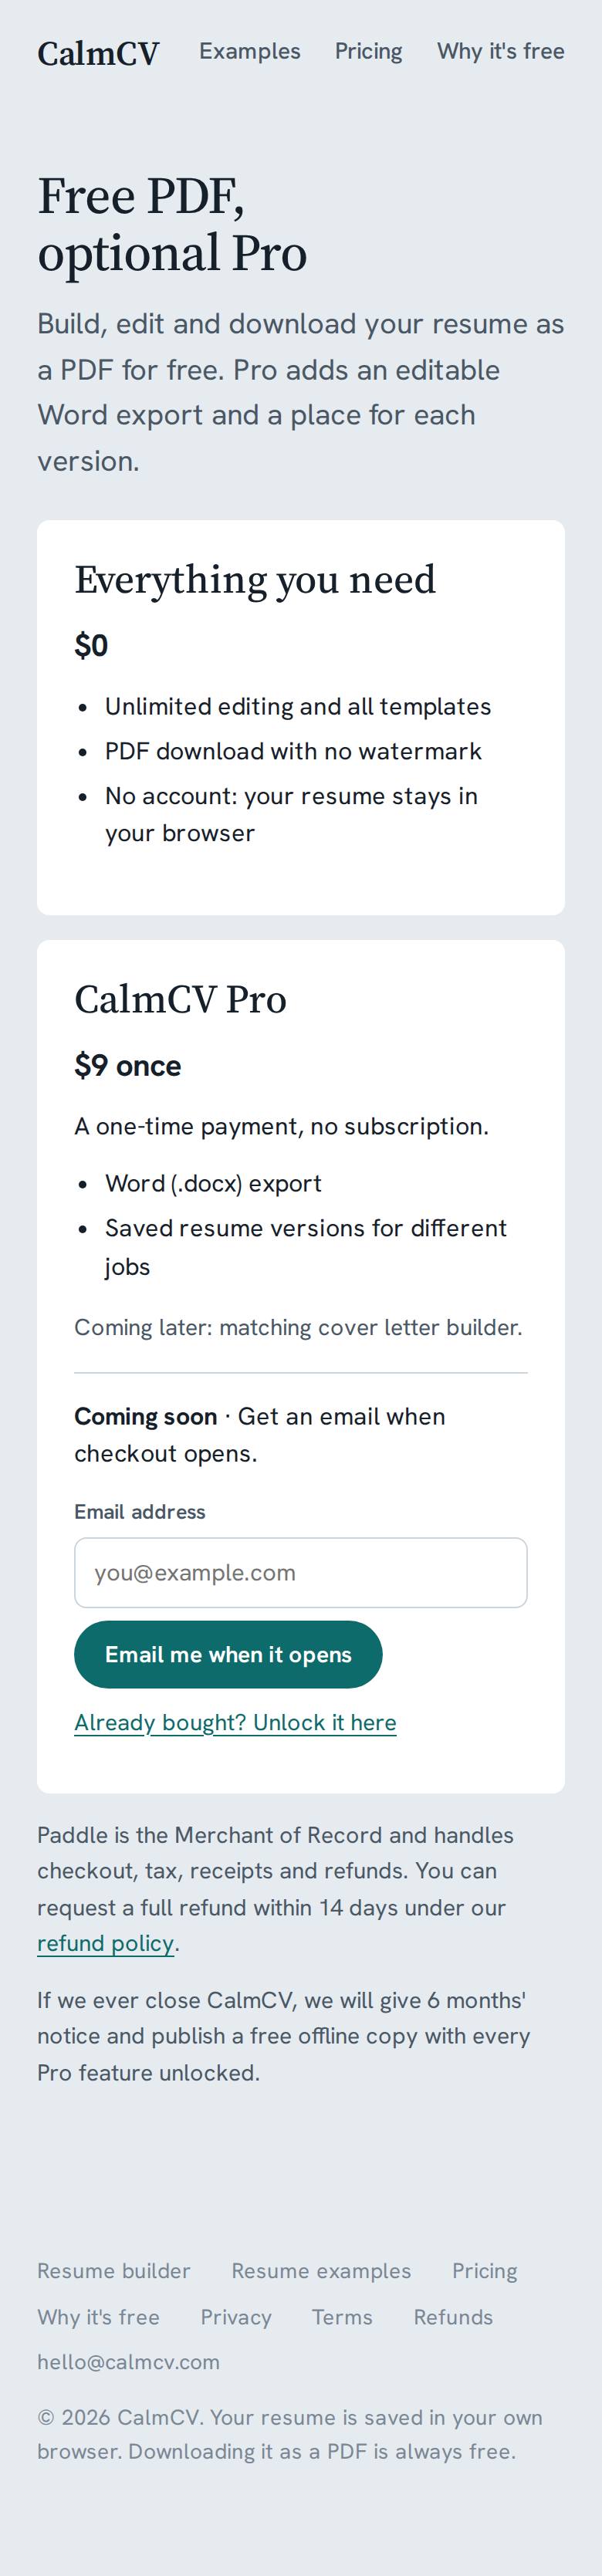 CalmCV Examples Pricing Why it's free
Free PDF,
optional Pro
Build, edit and download your resume as
a PDF for free. Pro adds an editable
Word export and a place for each
version.
Everything you need
$0
• Unlimited editing and all templates
• PDF download with no watermark
• No account: your resume stays in
your browser
CalmCV Pro
$9 once
A one-time payment, no subscription.
• Word (.docx) export
• Saved resume versions for different
jobs
Coming later: matching cover letter builder.
Coming soon · Get an email when
checkout opens.
Email address
you@example.com
Email me when it opens
Already bought? Unlock it here
Paddle is the Merchant of Record and handles
checkout, tax, receipts and refunds. You can
request a full refund within 14 days under our
refund policy.
If we ever close CalmCV, we will give 6 months'
notice and publish a free offline copy with every
Pro feature unlocked.
Resume builder Resume examples Pricing
Why it's free Privacy Terms Refunds
hello@calmcv.com
© 2026 CalmCV. Your resume is saved in your own
browser. Downloading it as a PDF is always free.